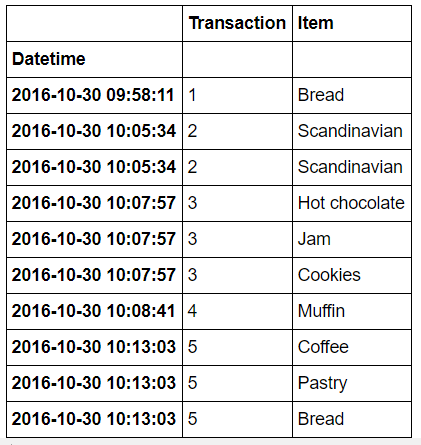 Transaction Item
Datetime
2016-10-30 09:58:11 1 Bread
2016-10-30 10:05:34 2 Scandinavian
2016-10-30 10:05:34 2 Scandinavian
2016-10-30 10:07:57 3 Hot chocolate
2016-10-30 10:07:57 3 Jam
2016-10-30 10:07:57 3 Cookies
2016-10-30 10:08:41 4 Muffin
2016-10-30 10:13:03 5 Coffee
2016-10-30 10:13:03 5 Pastry
2016-10-30 10:13:03 5 Bread